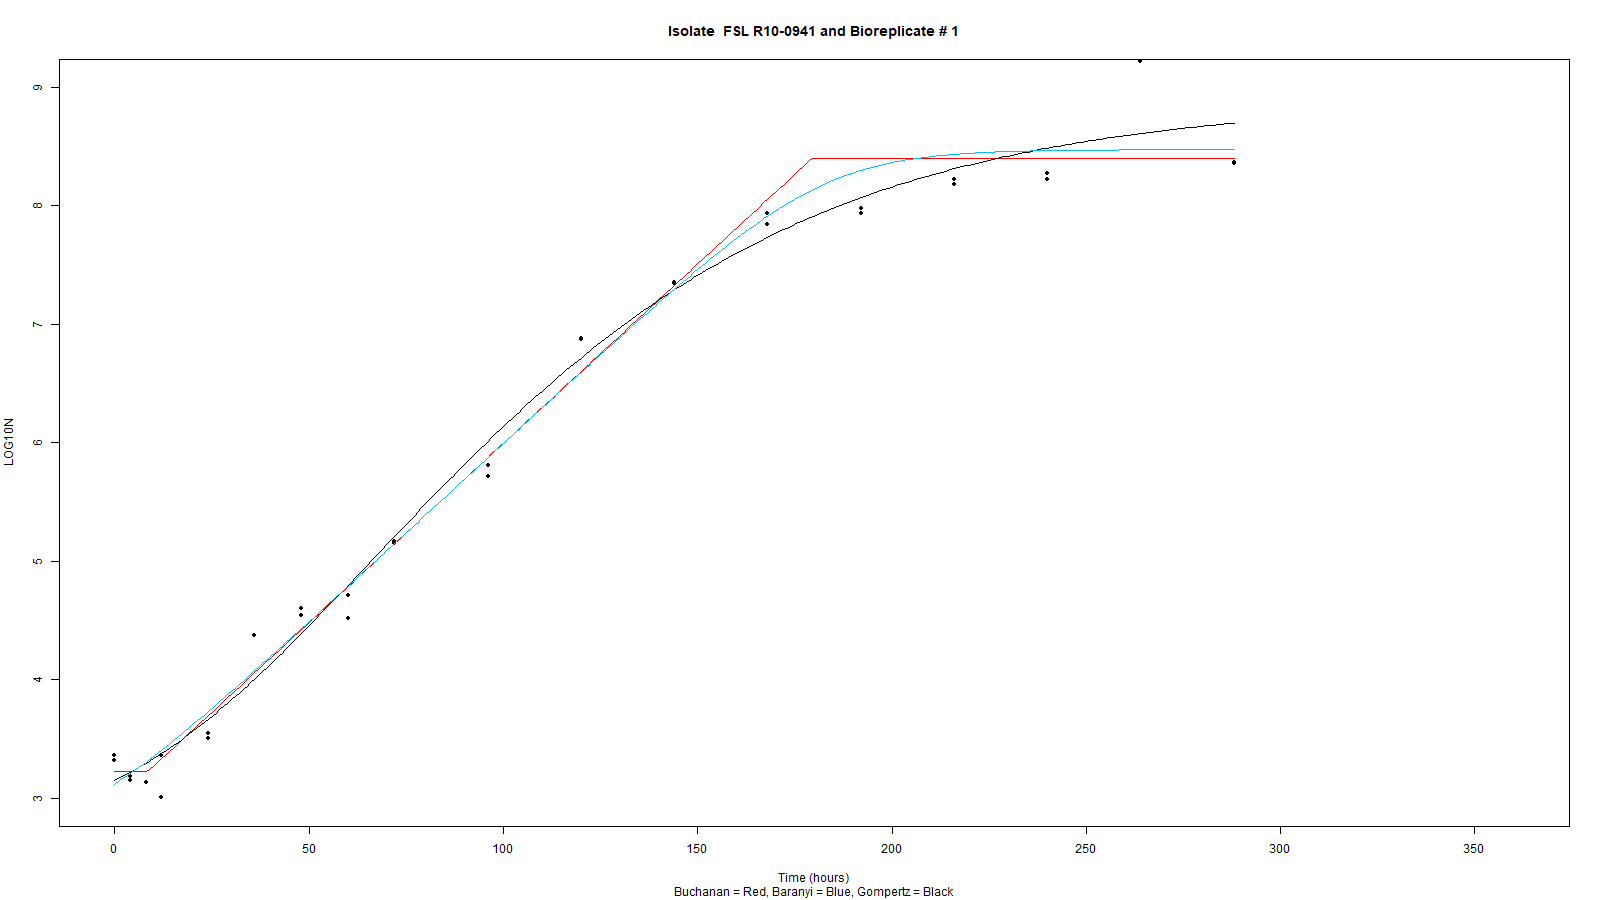 Isolate  FSL R10-0941 and Bioreplicate # 1
9
8
7
6
5
4
3
LOG10N
0 50 100 150 200 250 300 350
Time (hours)
Buchanan = Red, Baranyi = Blue, Gompertz = Black